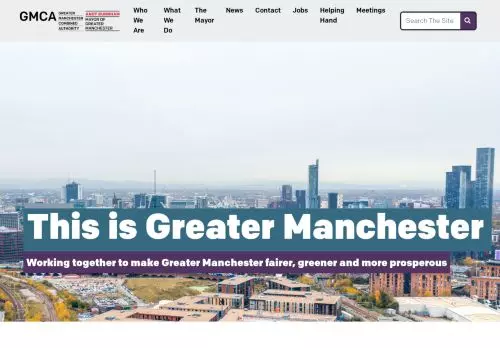 GMCA
GREATER
MANCHESTER
COMBINED
AUTHORITY
ANDY BURNHAM
MAYOR OF
GREATER
MANCHESTER
Who
We
Are
What
We
Do
The
Mayor
News
Contact
Jobs
Helping
Hand
Meetings
Search The Site
This is Greater Manchester
Working together to make Greater Manchester fairer, greener and more prosperous